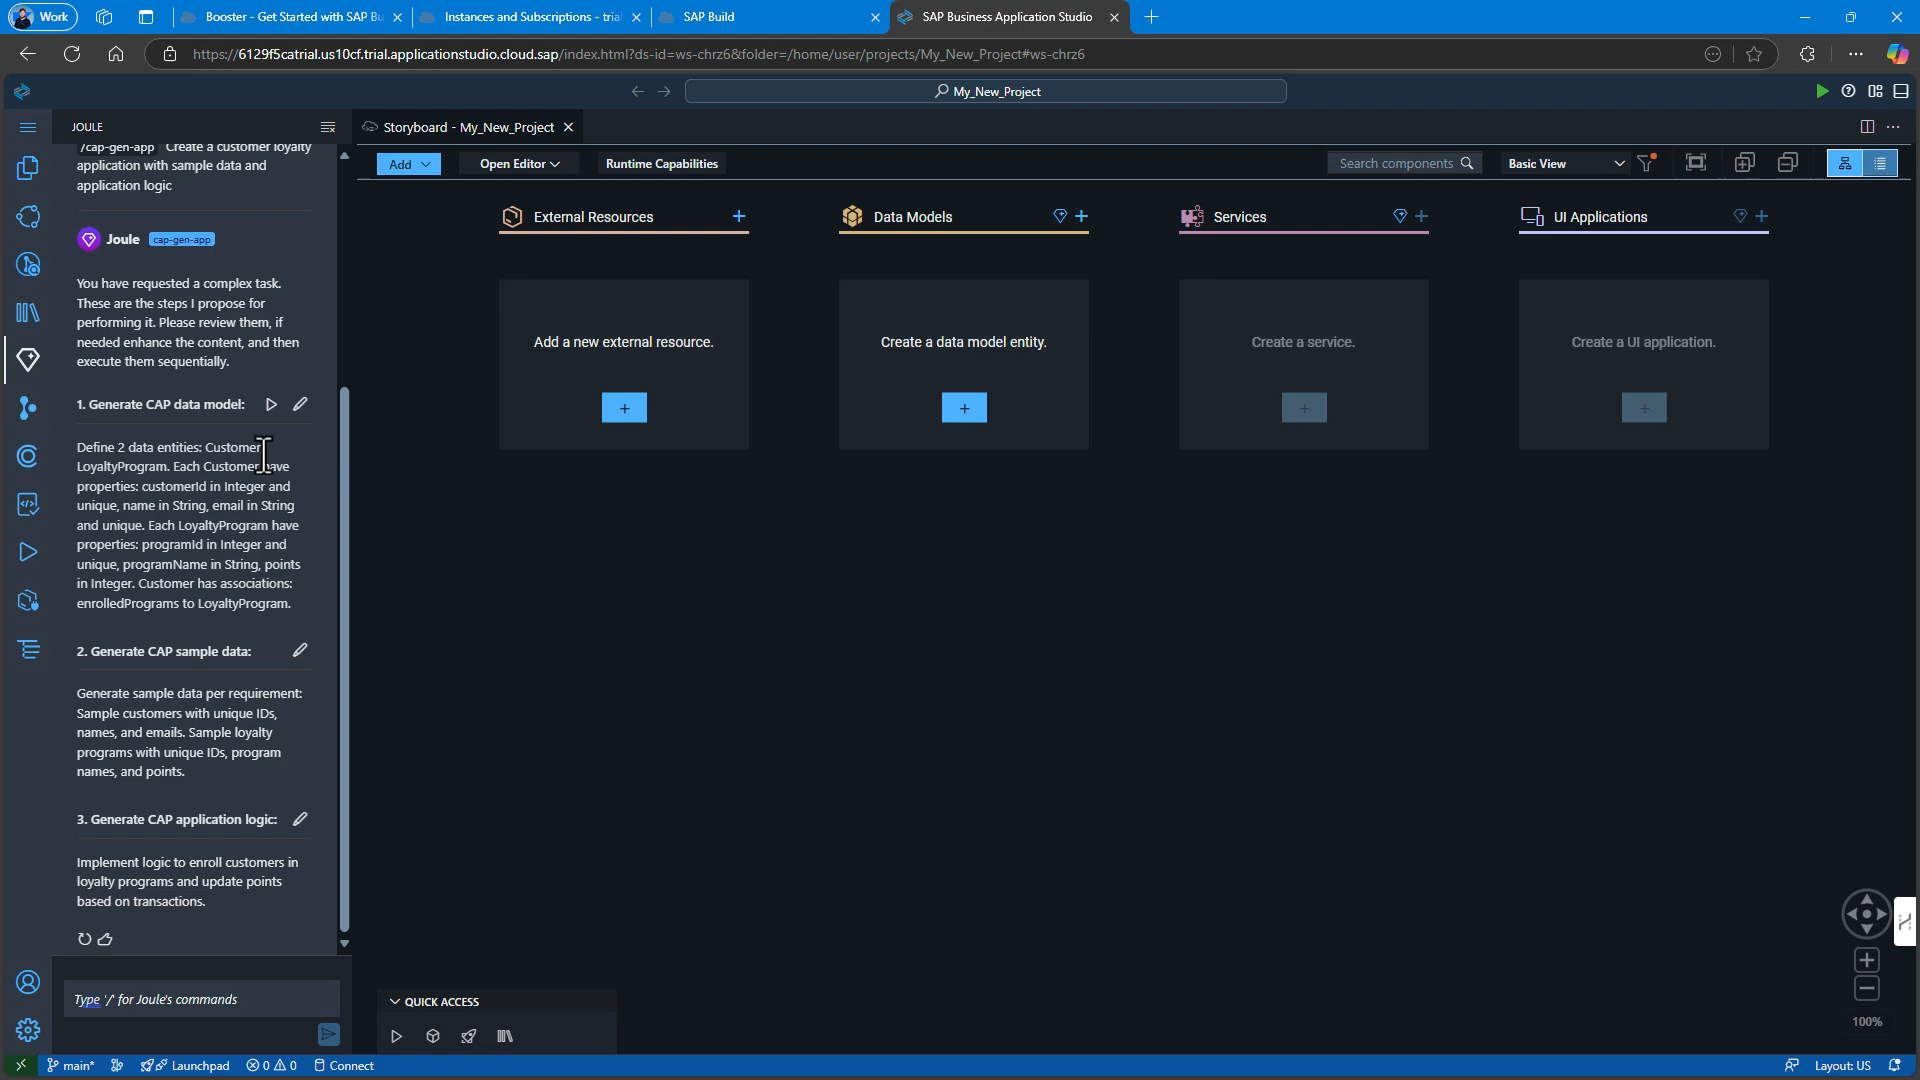 Work
Booster - Get Started with SAP Bu
Instances and Subscriptions - trial
SAP Build
SAP Business Application Studio
https://6129f5catrial.us10cf.trial.applicationstudio.cloud.sap/index.html?ds-id=ws-chrz6&folder=/home/user/projects/My_New_Project#ws-chrz6
My_New_Project
JOULE
Storyboard - My_New_Project
/cap-gen-app Create a customer loyalty
application with sample data and
application logic
Add
Open Editor
Runtime Capabilities
Search components
Basic View
External Resources
Data Models
Services
UI Applications
Joule cap-gen-app
You have requested a complex task.
These are the steps I propose for
performing it. Please review them, if
needed enhance the content, and then
execute them sequentially.
Add a new external resource.
Create a data model entity.
Create a service.
Create a UI application.
1. Generate CAP data model:
Define 2 data entities: Customer
LoyaltyProgram. Each Customer have
properties: customerId in Integer and
unique, name in String, email in String
and unique. Each LoyaltyProgram have
properties: programId in Integer and
unique, programName in String, points
in Integer. Customer has associations:
enrolledPrograms to LoyaltyProgram.
2. Generate CAP sample data:
Generate sample data per requirement:
Sample customers with unique IDs,
names, and emails. Sample loyalty
programs with unique IDs, program
names, and points.
3. Generate CAP application logic:
Implement logic to enroll customers in
loyalty programs and update points
based on transactions.
Type '/' for Joule's commands
QUICK ACCESS
100%
main*
Launchpad
0
0
Connect
Layout: US